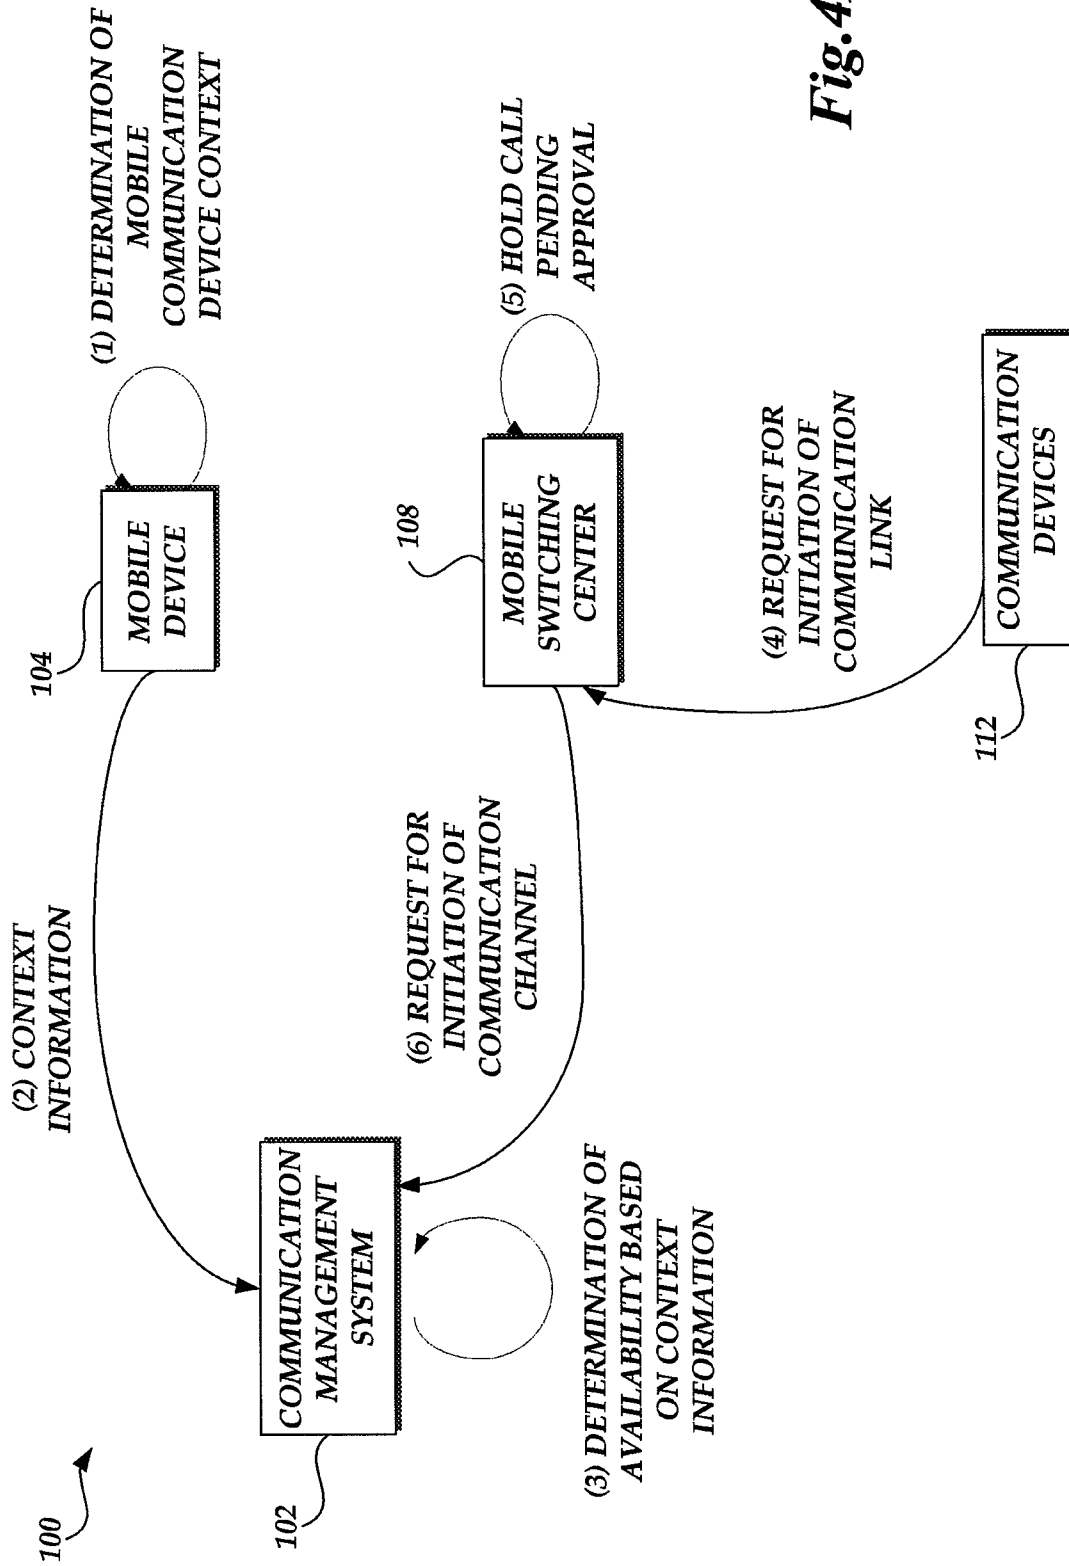 100
102
COMMUNICATION
MANAGEMENT
SYSTEM
(3) DETERMINATION OF
AVAILABILITY BASED
ON CONTEXT
INFORMATION
(2) CONTEXT
INFORMATION
(6) REQUEST FOR
INITIATION OF
COMMUNICATION
CHANNEL
104
MOBILE
DEVICE
(1) DETERMINATION OF
MOBILE
COMMUNICATION
DEVICE CONTEXT
108
MOBILE
SWITCHING
CENTER
(5) HOLD CALL
PENDING
APPROVAL
(4) REQUEST FOR
INITIATION OF
COMMUNICATION
LINK
112
COMMUNICATION
DEVICES